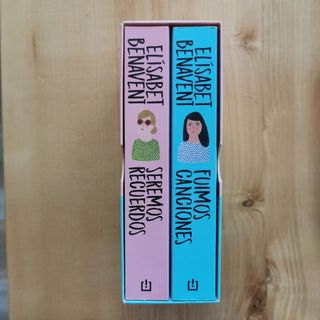 ELÍSABET
BENAVENT
SEREMOS
RECUERDOS
ELÍSABET
BENAVENT
FUIMOS
CANCIONES